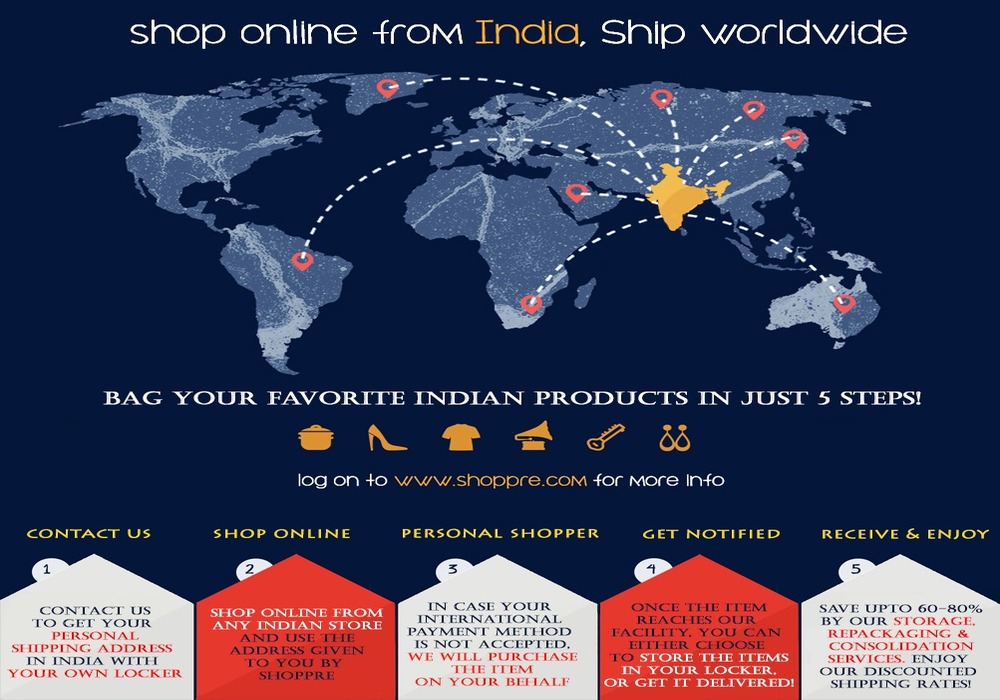 shop online from India, Ship worldwide
BAG YOUR FAVORITE INDIAN PRODUCTS IN JUST 5 STEPS!
log on to www.shoppre.com for more info
CONTACT US
1
CONTACT US
TO GET YOUR
PERSONAL
SHIPPING ADDRESS
IN INDIA WITH
YOUR OWN LOCKER
SHOP ONLINE
2
SHOP ONLINE FROM
ANY INDIAN STORE
AND USE THE
ADDRESS GIVEN
TO YOU BY
SHOPPRE
PERSONAL SHOPPER
3
IN CASE YOUR
INTERNATIONAL
PAYMENT METHOD
IS NOT ACCEPTED,
WE WILL PURCHASE
THE ITEM
ON YOUR BEHALF
GET NOTIFIED
4
ONCE THE ITEM
REACHES OUR
FACILITY, YOU CAN
EITHER CHOOSE
TO STORE THE ITEMS
IN YOUR LOCKER,
OR GET IT DELIVERED!
RECEIVE & ENJOY
5
SAVE UPTO 60-80%
BY OUR STORAGE,
REPACKAGING &
CONSOLIDATION
SERVICES. ENJOY
OUR DISCOUNTED
SHIPPING RATES!